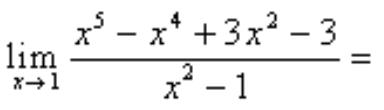 lim x→1 (x⁵ − x⁴ + 3x² − 3) / (x² − 1) =